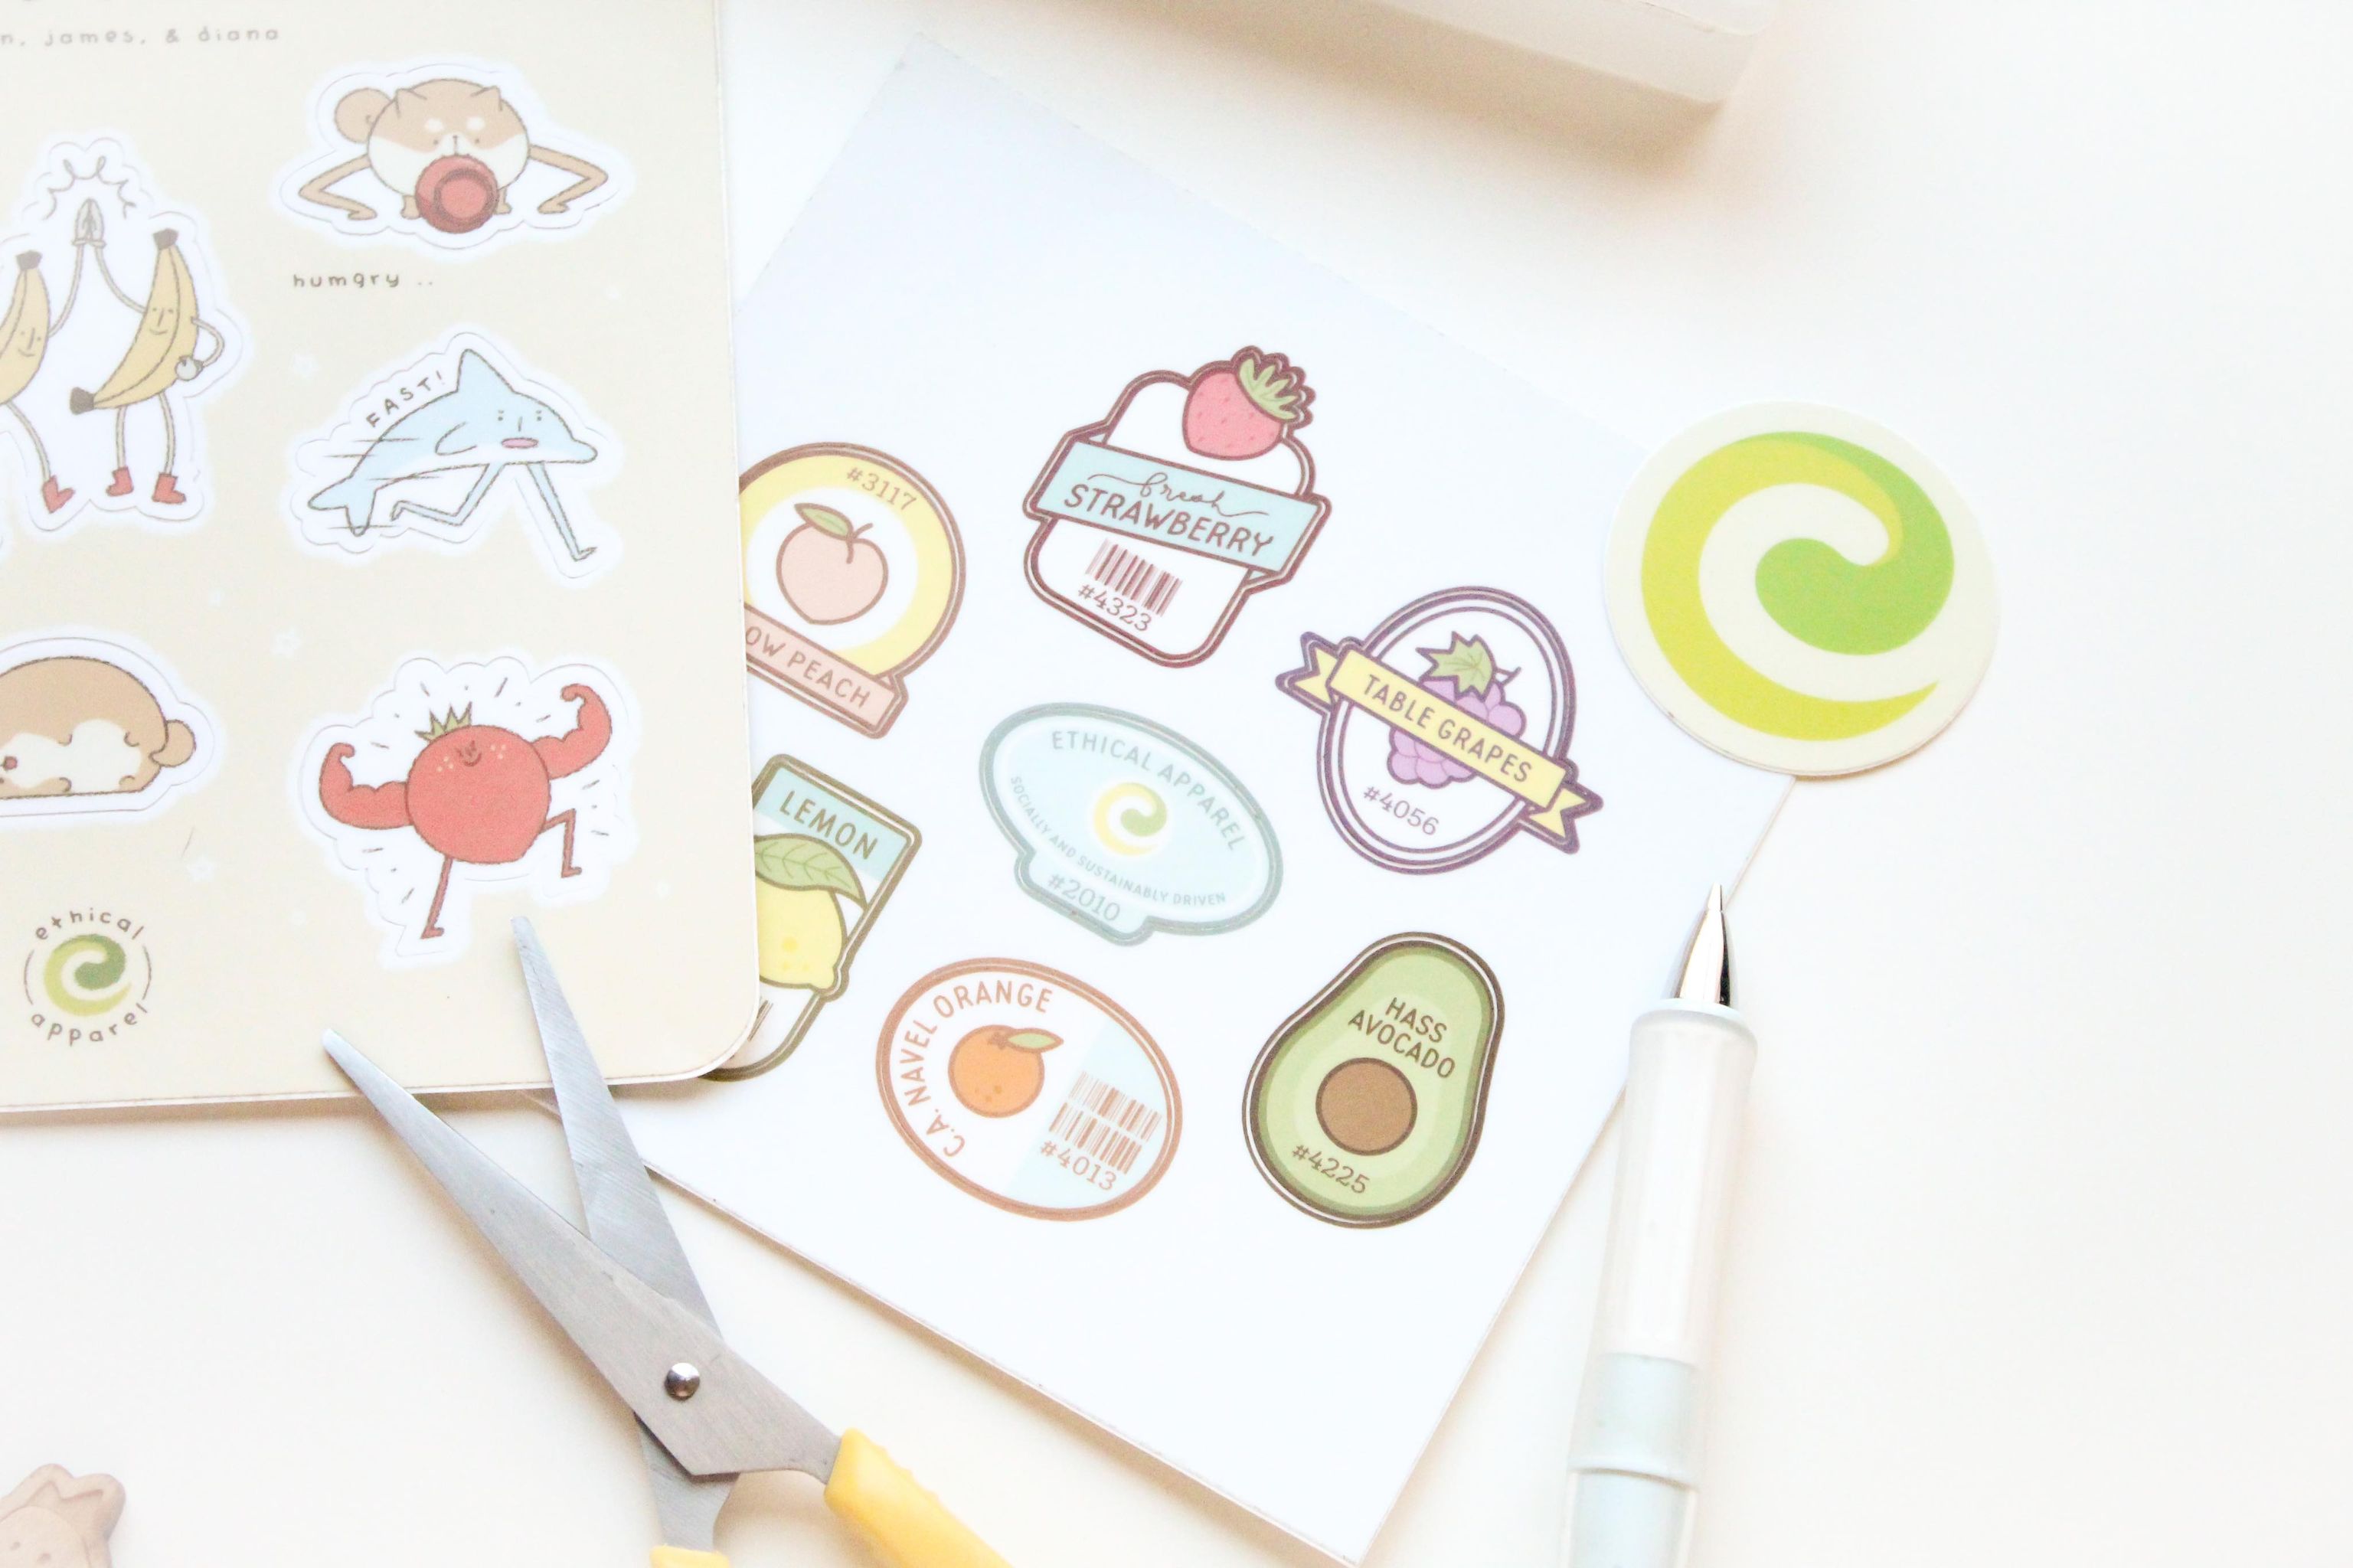 james, & diana
humgry ..
FAST!
ethical
apparel
#3117
PEACH
fresh
STRAWBERRY
#4323
TABLE GRAPES
#4056
LEMON
ETHICAL APPAREL
SOCIALLY AND SUSTAINABLY DRIVEN
#2010
C.A. NAVEL ORANGE
#4013
HASS
AVOCADO
#4225